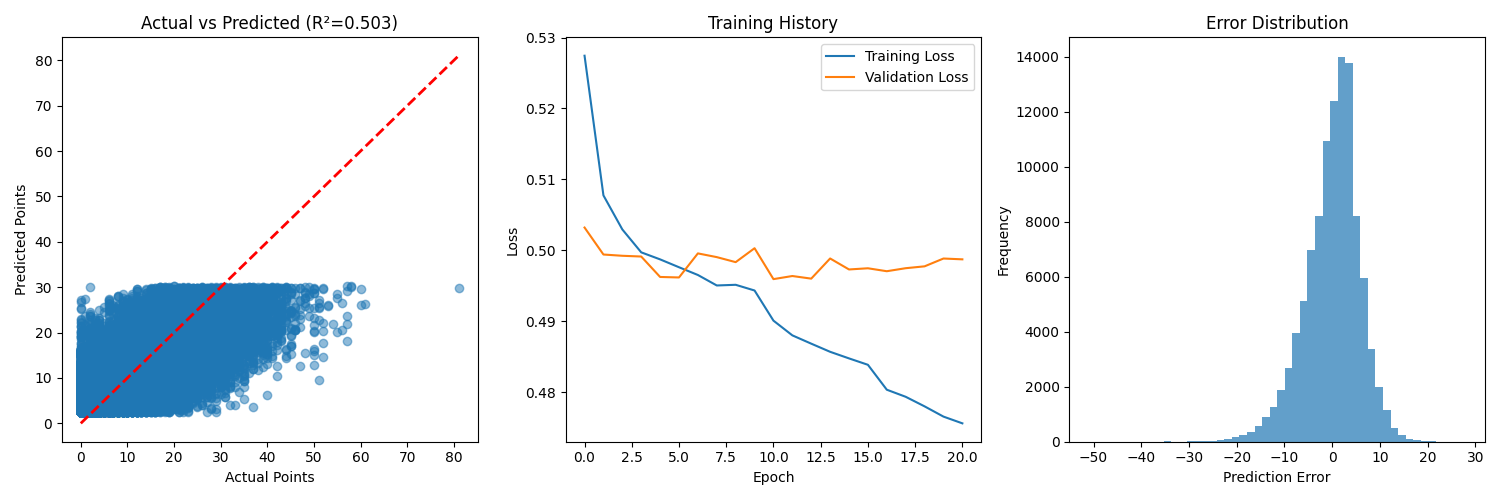 Actual vs Predicted (R²=0.503)
80
70
60
50
40
30
20
10
0
Predicted Points
0 10 20 30 40 50 60 70 80
Actual Points
Training History
0.53
0.52
0.51
0.50
0.49
0.48
Loss
Training Loss
Validation Loss
0.0 2.5 5.0 7.5 10.0 12.5 15.0 17.5 20.0
Epoch
Error Distribution
14000
12000
10000
8000
6000
4000
2000
0
Frequency
−50 −40 −30 −20 −10 0 10 20 30
Prediction Error